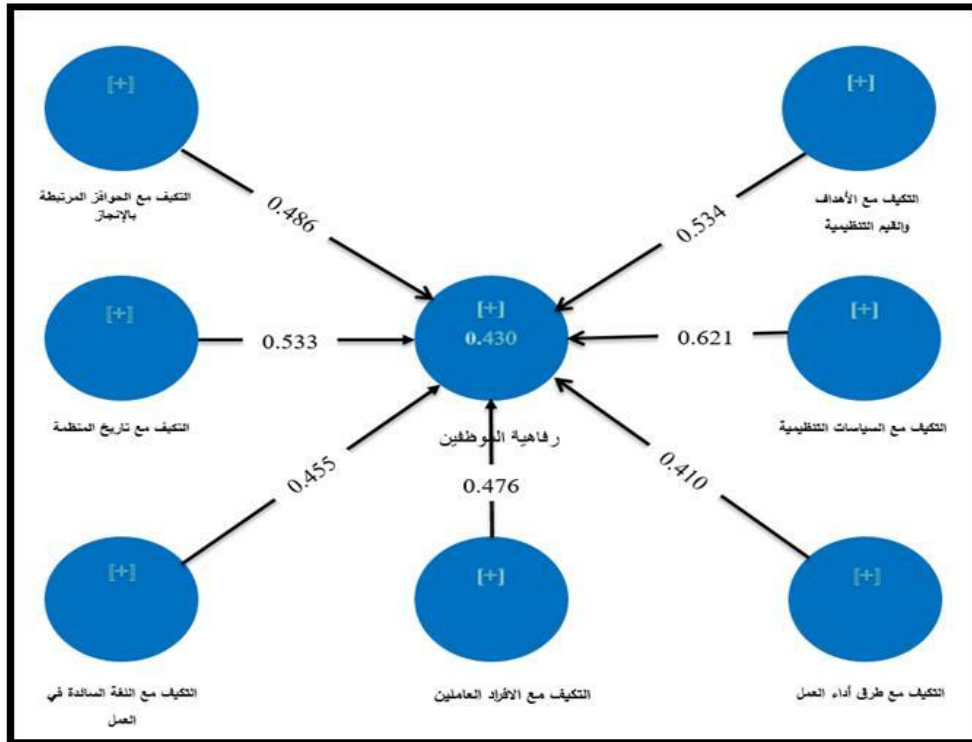 [+]
[+]
التكيف مع الحوافز المرتبطة
بالإنجاز
التكيف مع الأهداف
والقيم التنظيمية
0.486
0.534
[+]
[+]
0.430
[+]
0.533
0.621
التكيف مع تاريخ المنظمة
رفاهية الموظفين
التكيف مع السياسات التنظيمية
0.455
0.476
0.410
[+]
[+]
[+]
التكيف مع اللغة السائدة في
العمل
التكيف مع الافراد العاملين
التكيف مع طرق أداء العمل